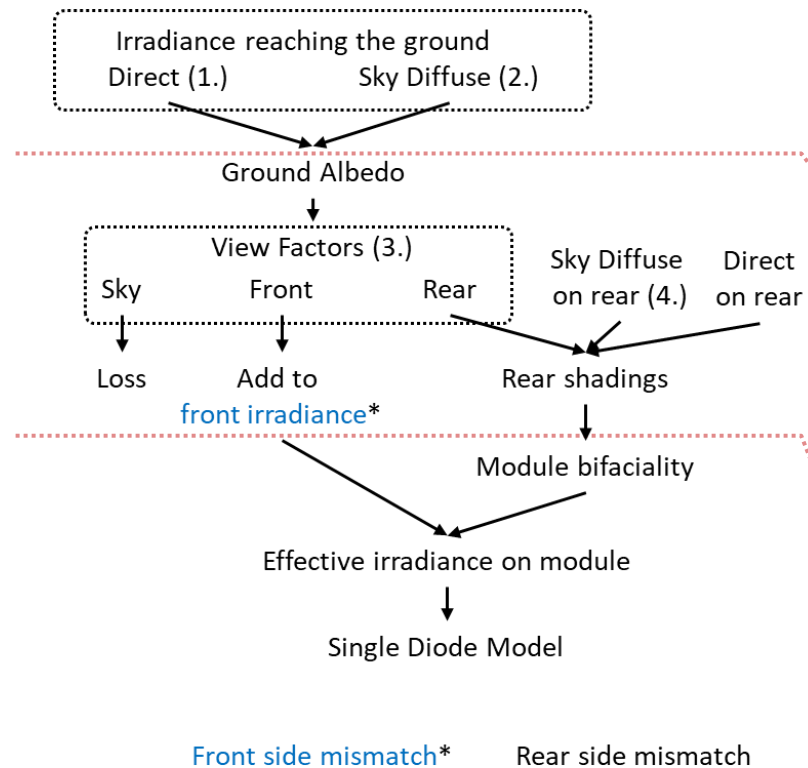 Irradiance reaching the ground
Direct (1.) Sky Diffuse (2.)
Ground Albedo
View Factors (3.)
Sky Front Rear
Sky Diffuse
on rear (4.)
Direct
on rear
Loss
Add to
front irradiance*
Rear shadings
Module bifaciality
Effective irradiance on module
Single Diode Model
Front side mismatch* Rear side mismatch